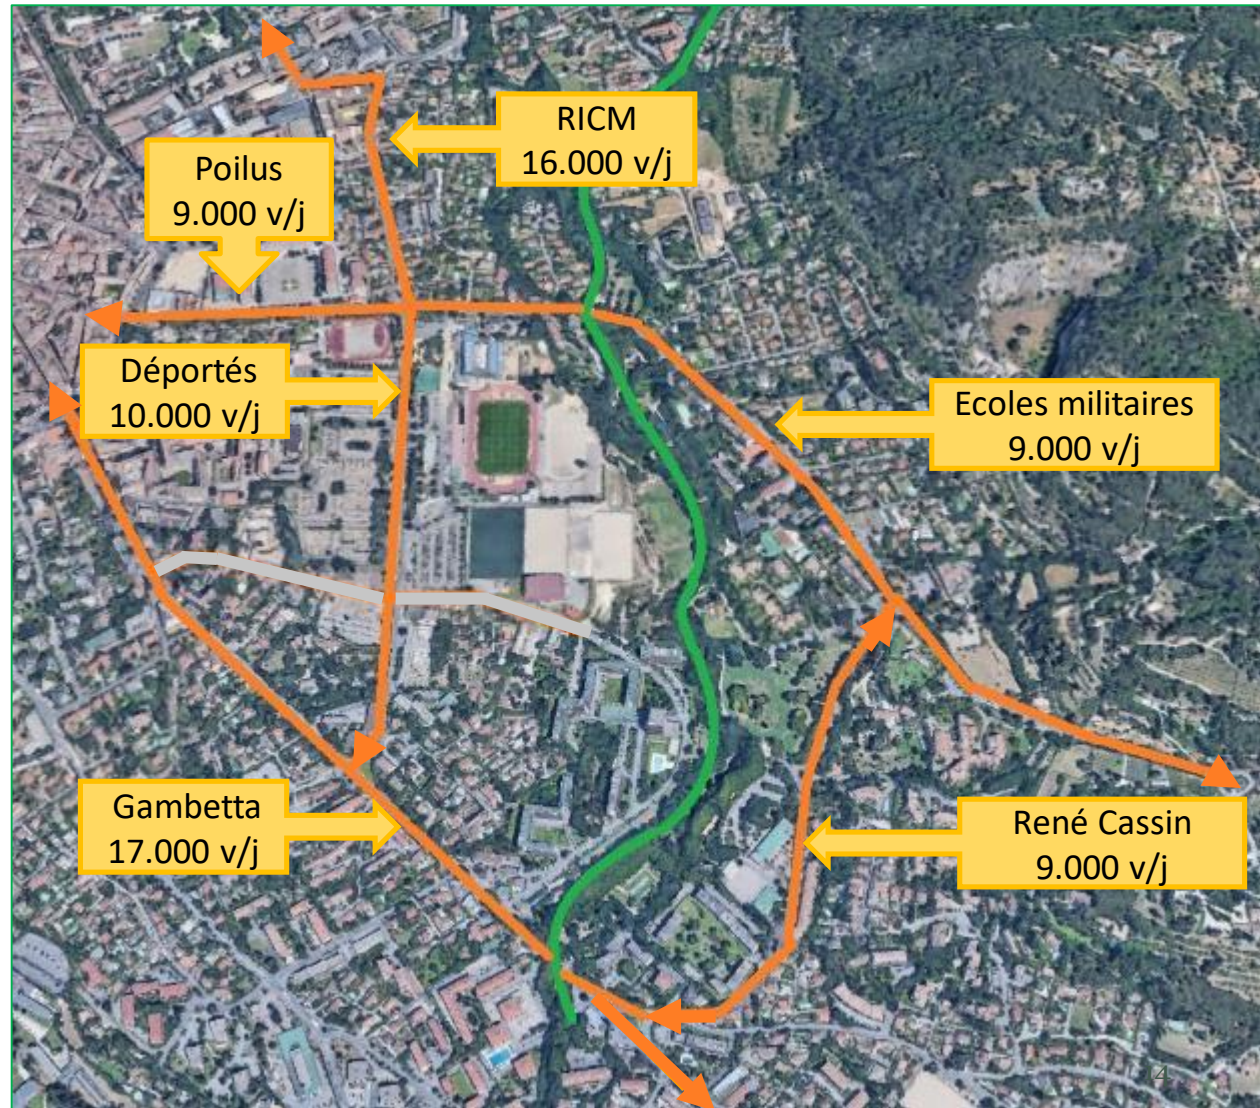 RICM
16.000 v/j
Poilus
9.000 v/j
Déportés
10.000 v/j
Ecoles militaires
9.000 v/j
Gambetta
17.000 v/j
René Cassin
9.000 v/j
14